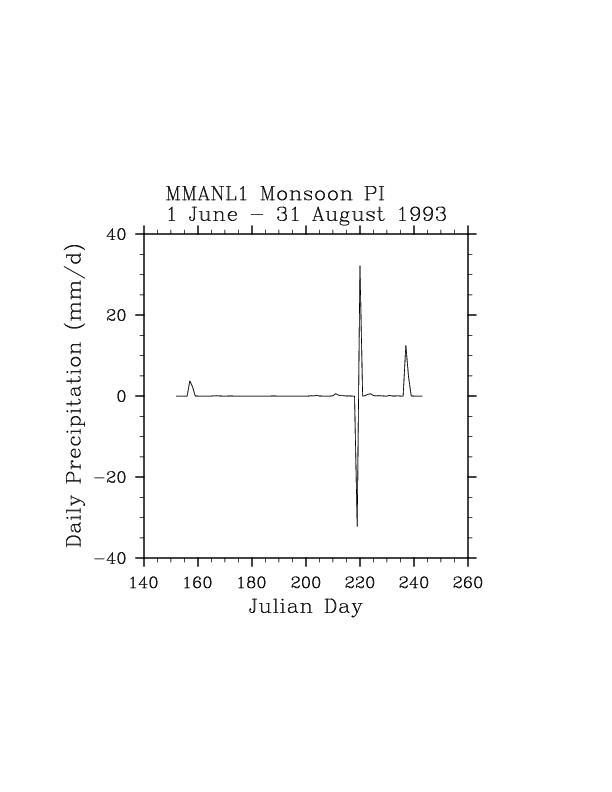 MMANL1 Monsoon PI
1 June − 31 August 1993
Daily Precipitation (mm/d)
40
20
0
−20
−40
140 160 180 200 220 240 260
Julian Day